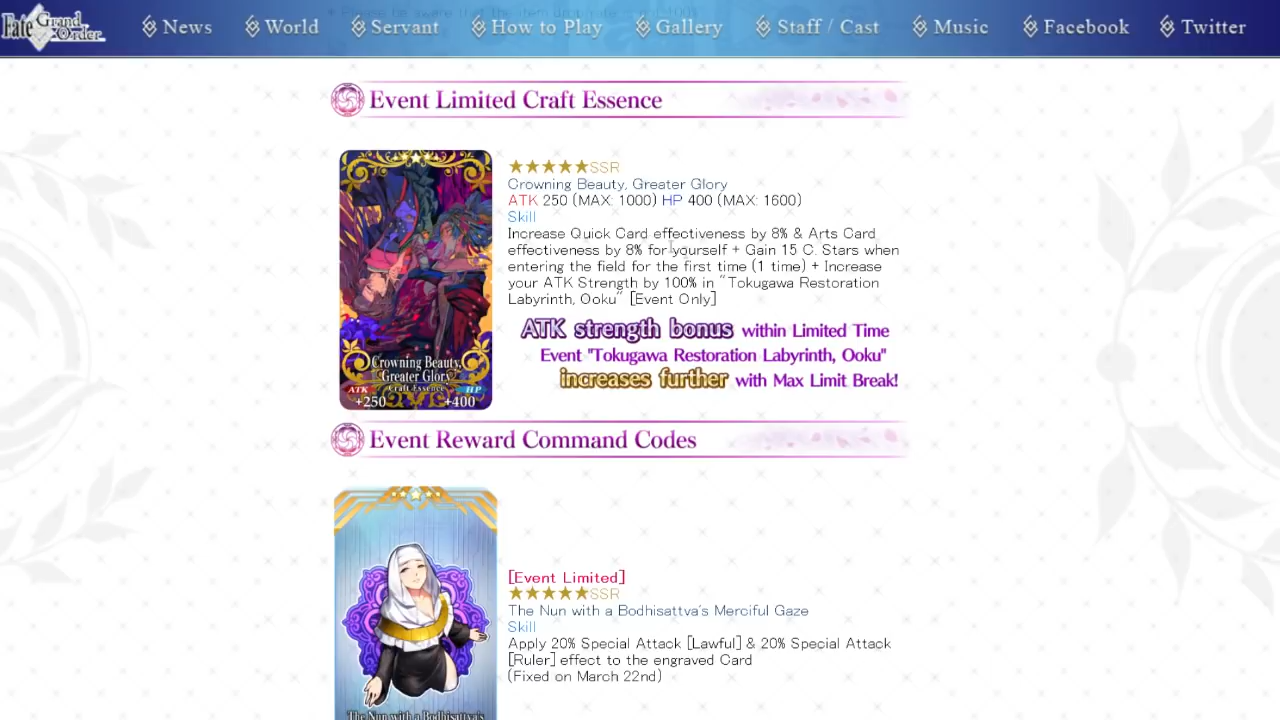 Fate Grand Order
News
World
Servant
How to Play
Gallery
Staff / Cast
Music
Facebook
Twitter
Event Limited Craft Essence
★★★★★SSR
Crowning Beauty, Greater Glory
ATK 250 (MAX: 1000) HP 400 (MAX: 1600)
Skill
Increase Quick Card effectiveness by 8% & Arts Card
effectiveness by 8% for yourself + Gain 15 C. Stars when
entering the field for the first time (1 time) + Increase
your ATK Strength by 100% in "Tokugawa Restoration
Labyrinth, Ooku" [Event Only]
ATK strength bonus within Limited Time
Event "Tokugawa Restoration Labyrinth, Ooku"
increases further with Max Limit Break!
Crowning Beauty,
Greater Glory
ATK Craft Essence HP
+250 +400
Event Reward Command Codes
[Event Limited]
★★★★★SSR
The Nun with a Bodhisattva's Merciful Gaze
Skill
Apply 20% Special Attack [Lawful] & 20% Special Attack
[Ruler] effect to the engraved Card
(Fixed on March 22nd)
The Nun with a Bodhisattva's